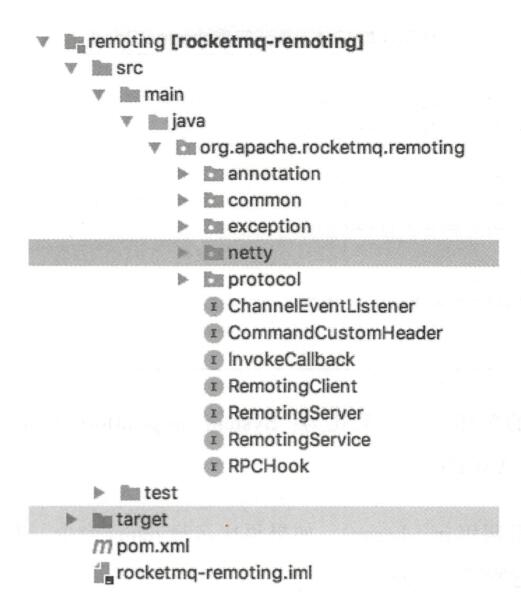 remoting [rocketmq-remoting]
src
main
java
org.apache.rocketmq.remoting
annotation
common
exception
netty
protocol
ChannelEventListener
CommandCustomHeader
InvokeCallback
RemotingClient
RemotingServer
RemotingService
RPCHook
test
target
pom.xml
rocketmq-remoting.iml